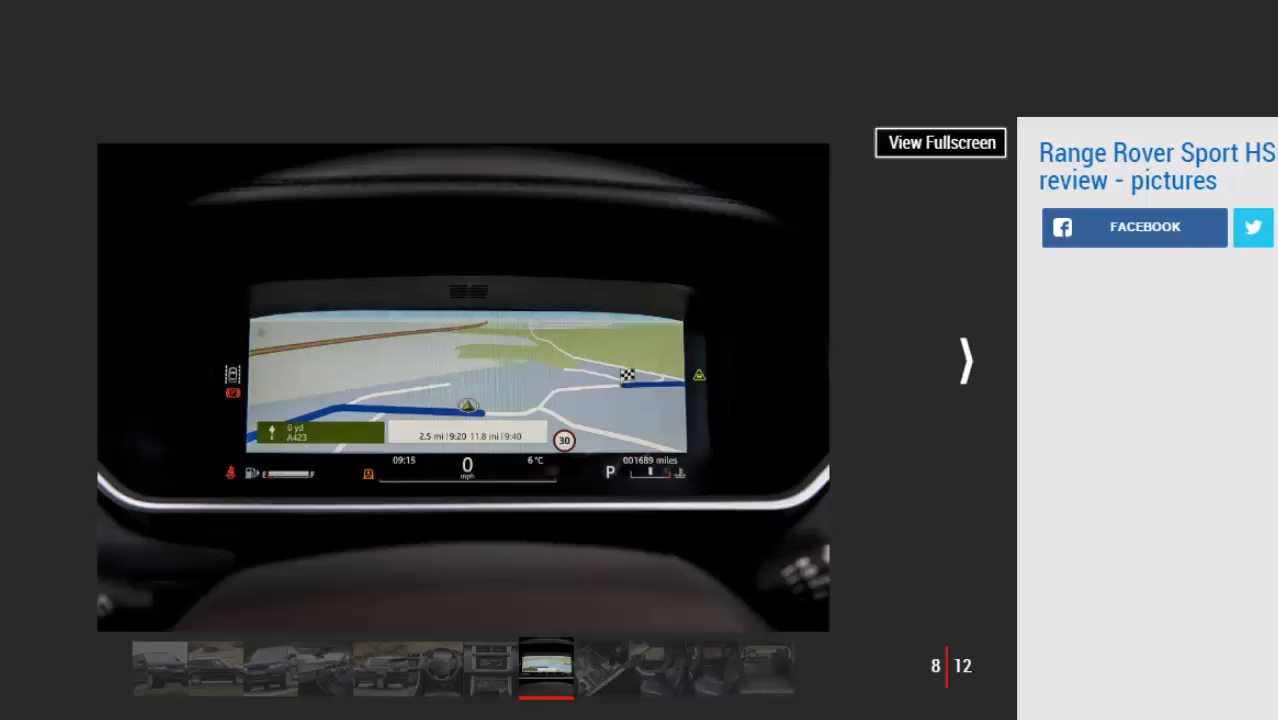 View Fullscreen
Range Rover Sport HS
review - pictures
FACEBOOK
0 yd
A423
2.5 mi | 9:20 11.8 mi | 9:40
30
09:15
0
mph
6°C
P
001689 miles
E
F
8 | 12